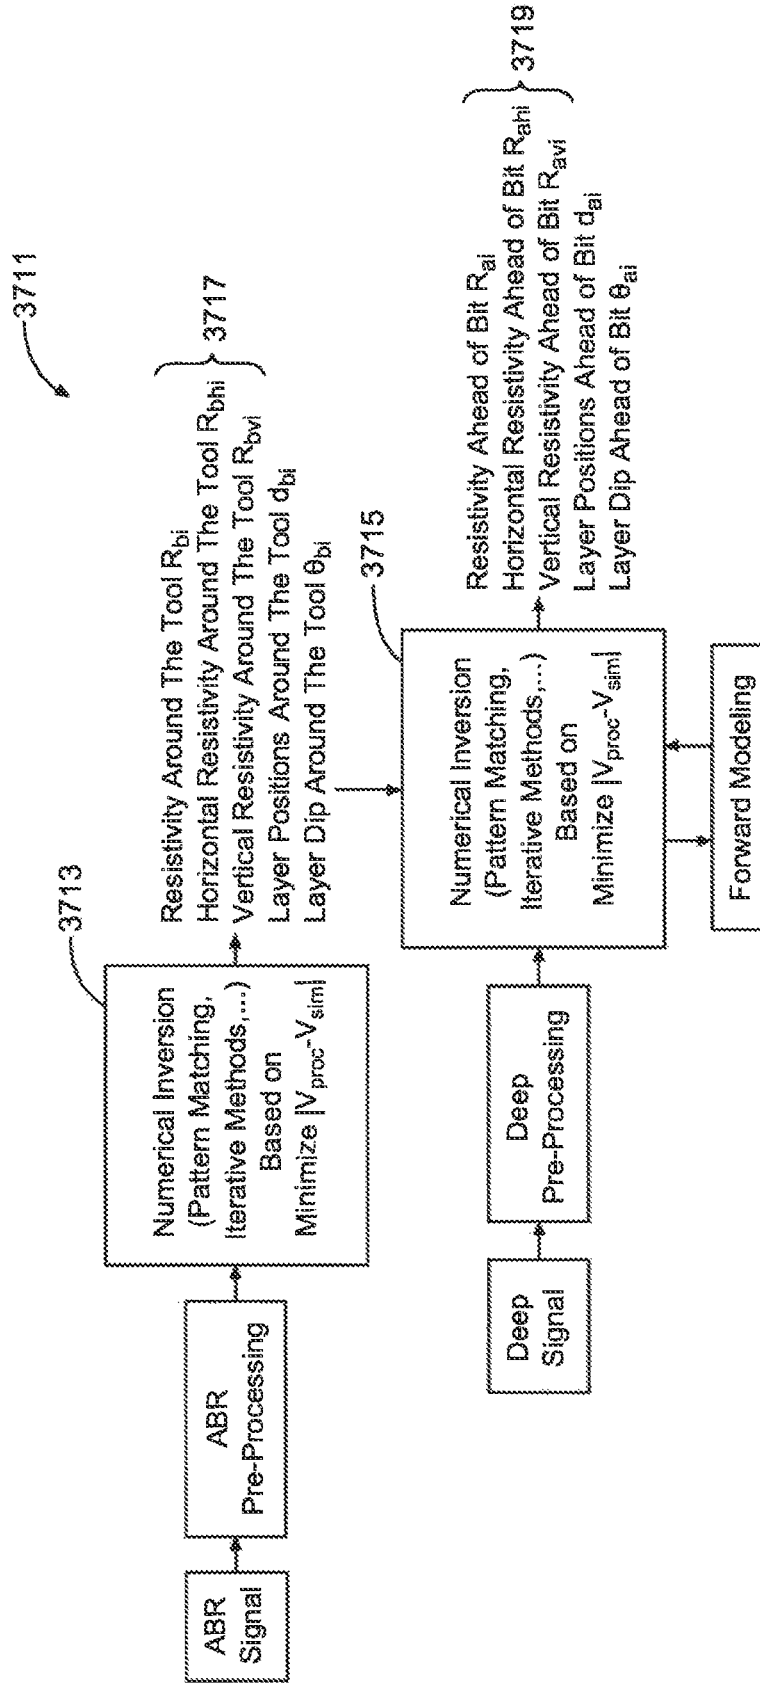 3711
ABR
Signal
ABR
Pre-Processing
3713
Numerical Inversion
(Pattern Matching,
Iterative Methods,...)
Based on
Minimize |Vproc-Vsim|
Resistivity Around The Tool Rbi
Horizontal Resistivity Around The Tool Rbhi
Vertical Resistivity Around The Tool Rbvi
Layer Positions Around The Tool dbi
Layer Dip Around The Tool θbi
3717
Deep
Signal
Deep
Pre-Processing
3715
Numerical Inversion
(Pattern Matching,
Iterative Methods,...)
Based on
Minimize |Vproc-Vsim|
Resistivity Ahead of Bit Rai
Horizontal Resistivity Ahead of Bit Rahi
Vertical Resistivity Ahead of Bit Ravi
Layer Positions Ahead of Bit dai
Layer Dip Ahead of Bit θai
3719
Forward Modeling